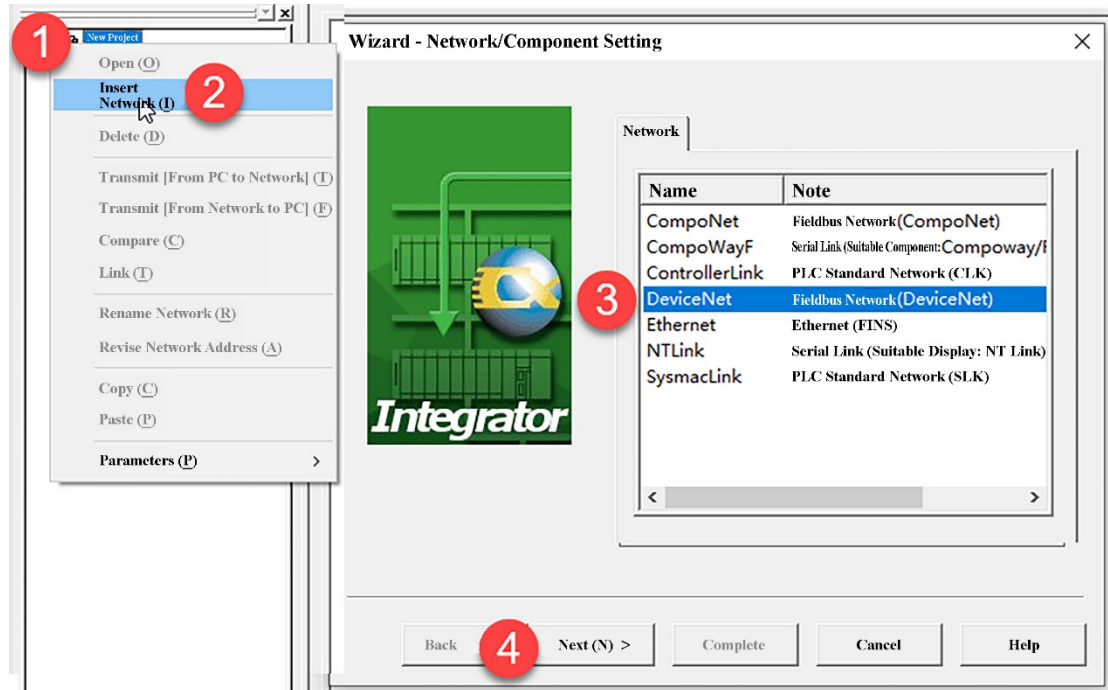 1
New Project
Open (O)
Insert
Network (I)
2
Delete (D)
Transmit [From PC to Network] (T)
Transmit [From Network to PC] (F)
Compare (C)
Link (T)
Rename Network (R)
Revise Network Address (A)
Copy (C)
Paste (P)
Parameters (P)
Wizard - Network/Component Setting
Integrator
Network
Name Note
CompoNet Fieldbus Network(CompoNet)
CompoWayF Serial Link (Suitable Component: Compoway/F
ControllerLink PLC Standard Network (CLK)
3
DeviceNet Fieldbus Network(DeviceNet)
Ethernet Ethernet (FINS)
NTLink Serial Link (Suitable Display: NT Link)
SysmacLink PLC Standard Network (SLK)
Back 4 Next (N) > Complete Cancel Help